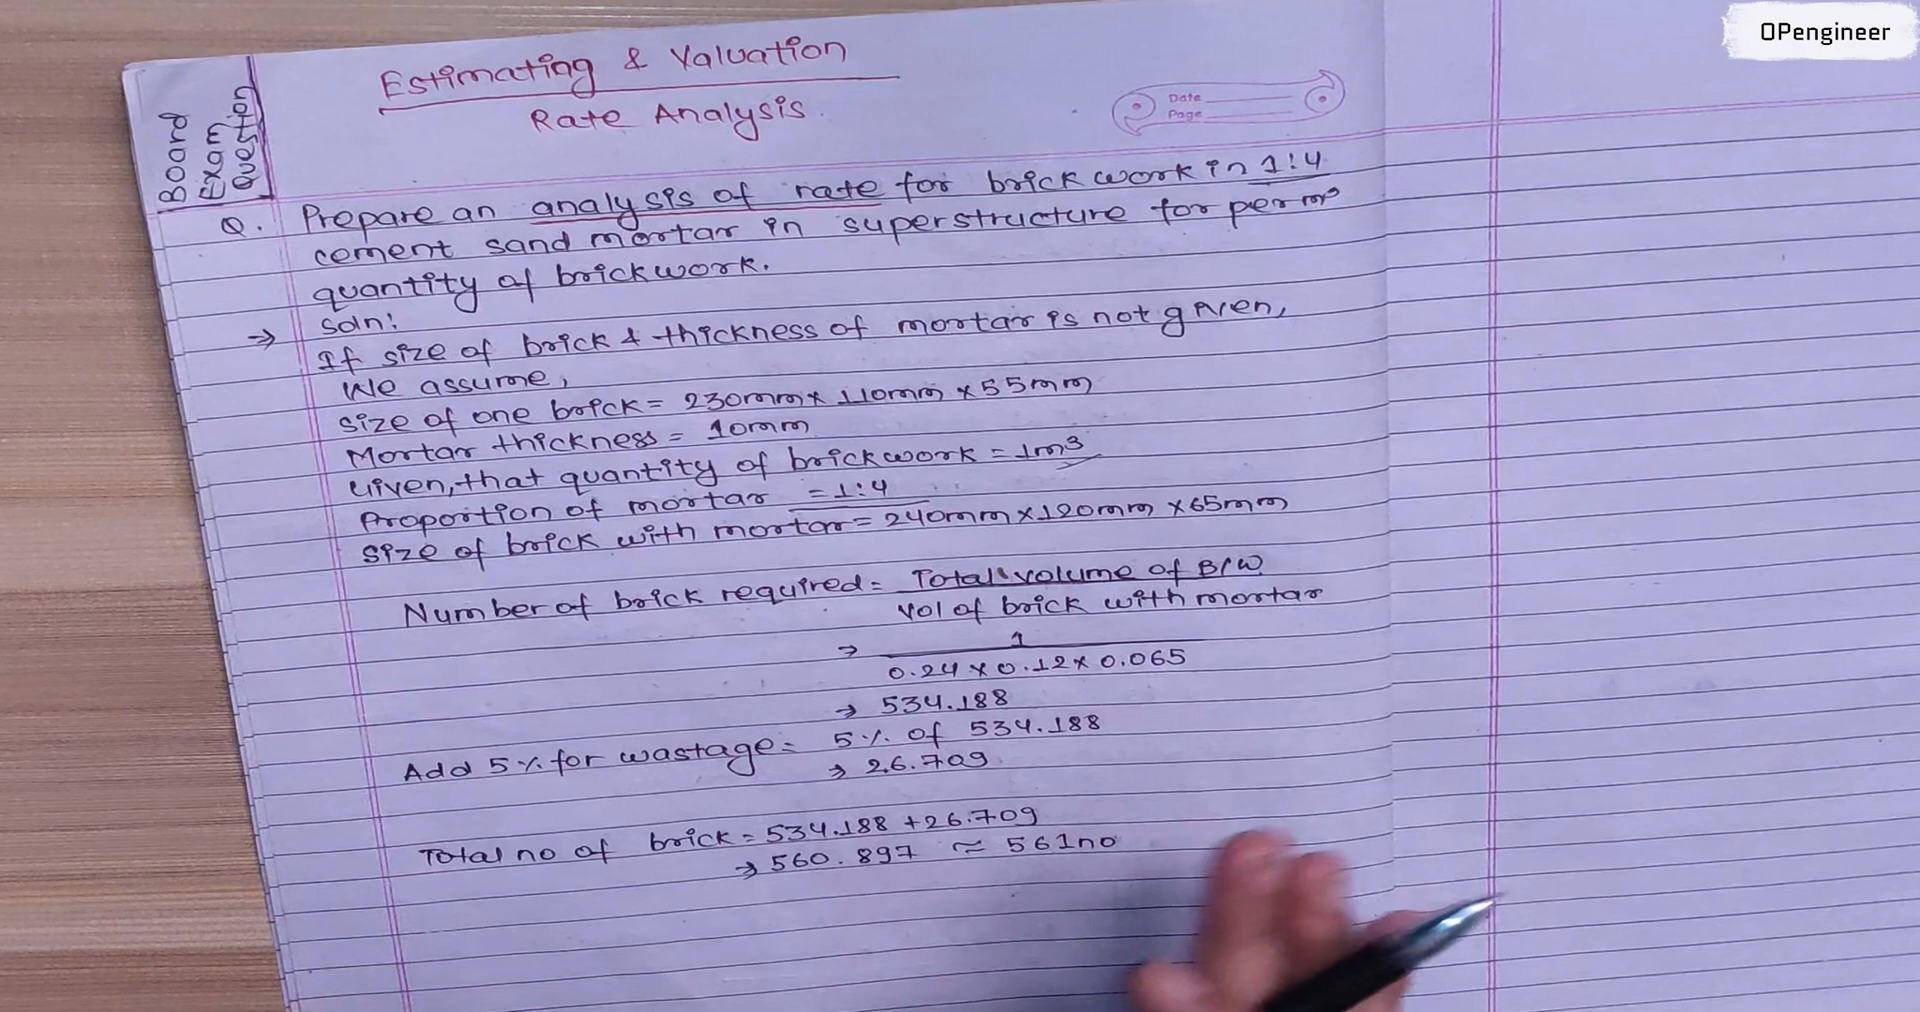 OPengineer
Board
Exam
Question
Estimating & Valuation
Rate Analysis.
Date
Page
Q. Prepare an analysis of rate for brick work in 1:4
cement sand mortar in superstructure for per m³
quantity of brickwork.
→ Soln:
If size of brick & thickness of mortar is not given,
We assume,
size of one brick = 230mm × 110mm × 55mm
Mortar thickness = 10mm
Given, that quantity of brickwork = 1m³
Proportion of mortar = 1:4
Size of brick with mortar = 240mm × 120mm × 65mm
Number of brick required = Total volume of B/W
Vol of brick with mortar
→ 1
0.24 × 0.12 × 0.065
→ 534.188
Add 5% for wastage = 5% of 534.188
→ 26.709
Total no of brick = 534.188 + 26.709
→ 560.897 ≈ 561no